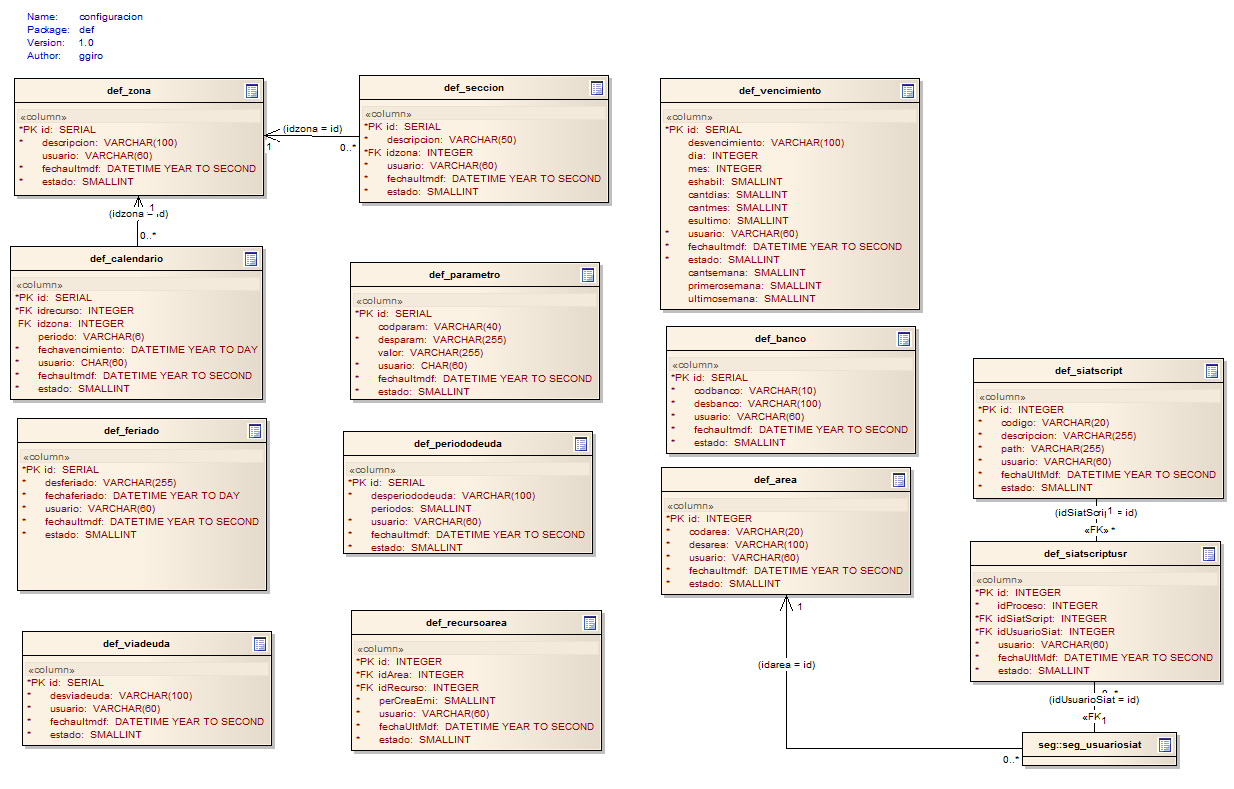 Name: configuracion
Package: def
Version: 1.0
Author: ggiro
def_zona
«column»
*PK id: SERIAL
* descripcion: VARCHAR(100)
usuario: VARCHAR(60)
* fechaultmdf: DATETIME YEAR TO SECOND
* estado: SMALLINT
(idzona = id)
1
0..*
def_seccion
«column»
*PK id: SERIAL
descripcion: VARCHAR(50)
*FK idzona: INTEGER
* usuario: VARCHAR(60)
* fechaultmdf: DATETIME YEAR TO SECOND
* estado: SMALLINT
1
(idzona = id)
0..*
def_calendario
«column»
*PK id: SERIAL
*FK idrecurso: INTEGER
FK idzona: INTEGER
periodo: VARCHAR(6)
* fechavencimiento: DATETIME YEAR TO DAY
* usuario: CHAR(60)
* fechaultmdf: DATETIME YEAR TO SECOND
* estado: SMALLINT
def_parametro
«column»
*PK id: SERIAL
codparam: VARCHAR(40)
* desparam: VARCHAR(255)
valor: VARCHAR(255)
* usuario: CHAR(60)
* fechaultmdf: DATETIME YEAR TO SECOND
* estado: SMALLINT
def_vencimiento
«column»
*PK id: SERIAL
desvencimiento: VARCHAR(100)
dia: INTEGER
mes: INTEGER
eshabil: SMALLINT
cantdias: SMALLINT
cantmes: SMALLINT
esultimo: SMALLINT
* usuario: VARCHAR(60)
* fechaultmdf: DATETIME YEAR TO SECOND
* estado: SMALLINT
cantsemana: SMALLINT
primerosemana: SMALLINT
ultimosemana: SMALLINT
def_banco
«column»
*PK id: SERIAL
* codbanco: VARCHAR(10)
* desbanco: VARCHAR(100)
* usuario: VARCHAR(60)
* fechaultmdf: DATETIME YEAR TO SECOND
* estado: SMALLINT
def_feriado
«column»
*PK id: SERIAL
* desferiado: VARCHAR(255)
* fechaferiado: DATETIME YEAR TO DAY
* usuario: VARCHAR(60)
* fechaultmdf: DATETIME YEAR TO SECOND
* estado: SMALLINT
def_periododeuda
«column»
*PK id: SERIAL
* desperiododeuda: VARCHAR(100)
periodos: SMALLINT
* usuario: VARCHAR(60)
* fechaultmdf: DATETIME YEAR TO SECOND
* estado: SMALLINT
def_area
«column»
*PK id: INTEGER
* codarea: VARCHAR(20)
* desarea: VARCHAR(100)
* usuario: VARCHAR(60)
* fechaultmdf: DATETIME YEAR TO SECOND
* estado: SMALLINT
def_siatscript
«column»
*PK id: INTEGER
* codigo: VARCHAR(20)
* descripcion: VARCHAR(255)
* path: VARCHAR(255)
* usuario: VARCHAR(60)
* fechaUltMdf: DATETIME YEAR TO SECOND
* estado: SMALLINT
(idSiatScri 1 = id)
«FK» *
def_siatscriptusr
«column»
*PK id: INTEGER
* idProceso: INTEGER
*FK idSiatScript: INTEGER
*FK idUsuarioSiat: INTEGER
* usuario: VARCHAR(60)
* fechaUltMdf: DATETIME YEAR TO SECOND
* estado: SMALLINT
def_viadeuda
«column»
*PK id: SERIAL
* desviadeuda: VARCHAR(100)
* usuario: VARCHAR(60)
* fechaultmdf: DATETIME YEAR TO SECOND
* estado: SMALLINT
def_recursoarea
«column»
*PK id: INTEGER
*FK idArea: INTEGER
*FK idRecurso: INTEGER
* perCreaEmi: SMALLINT
* usuario: VARCHAR(60)
* fechaUltMdf: DATETIME YEAR TO SECOND
* estado: SMALLINT
1
(idarea = id)
0..*
0..*
(idUsuarioSiat = id)
«FK
1
seg::seg_usuariosiat